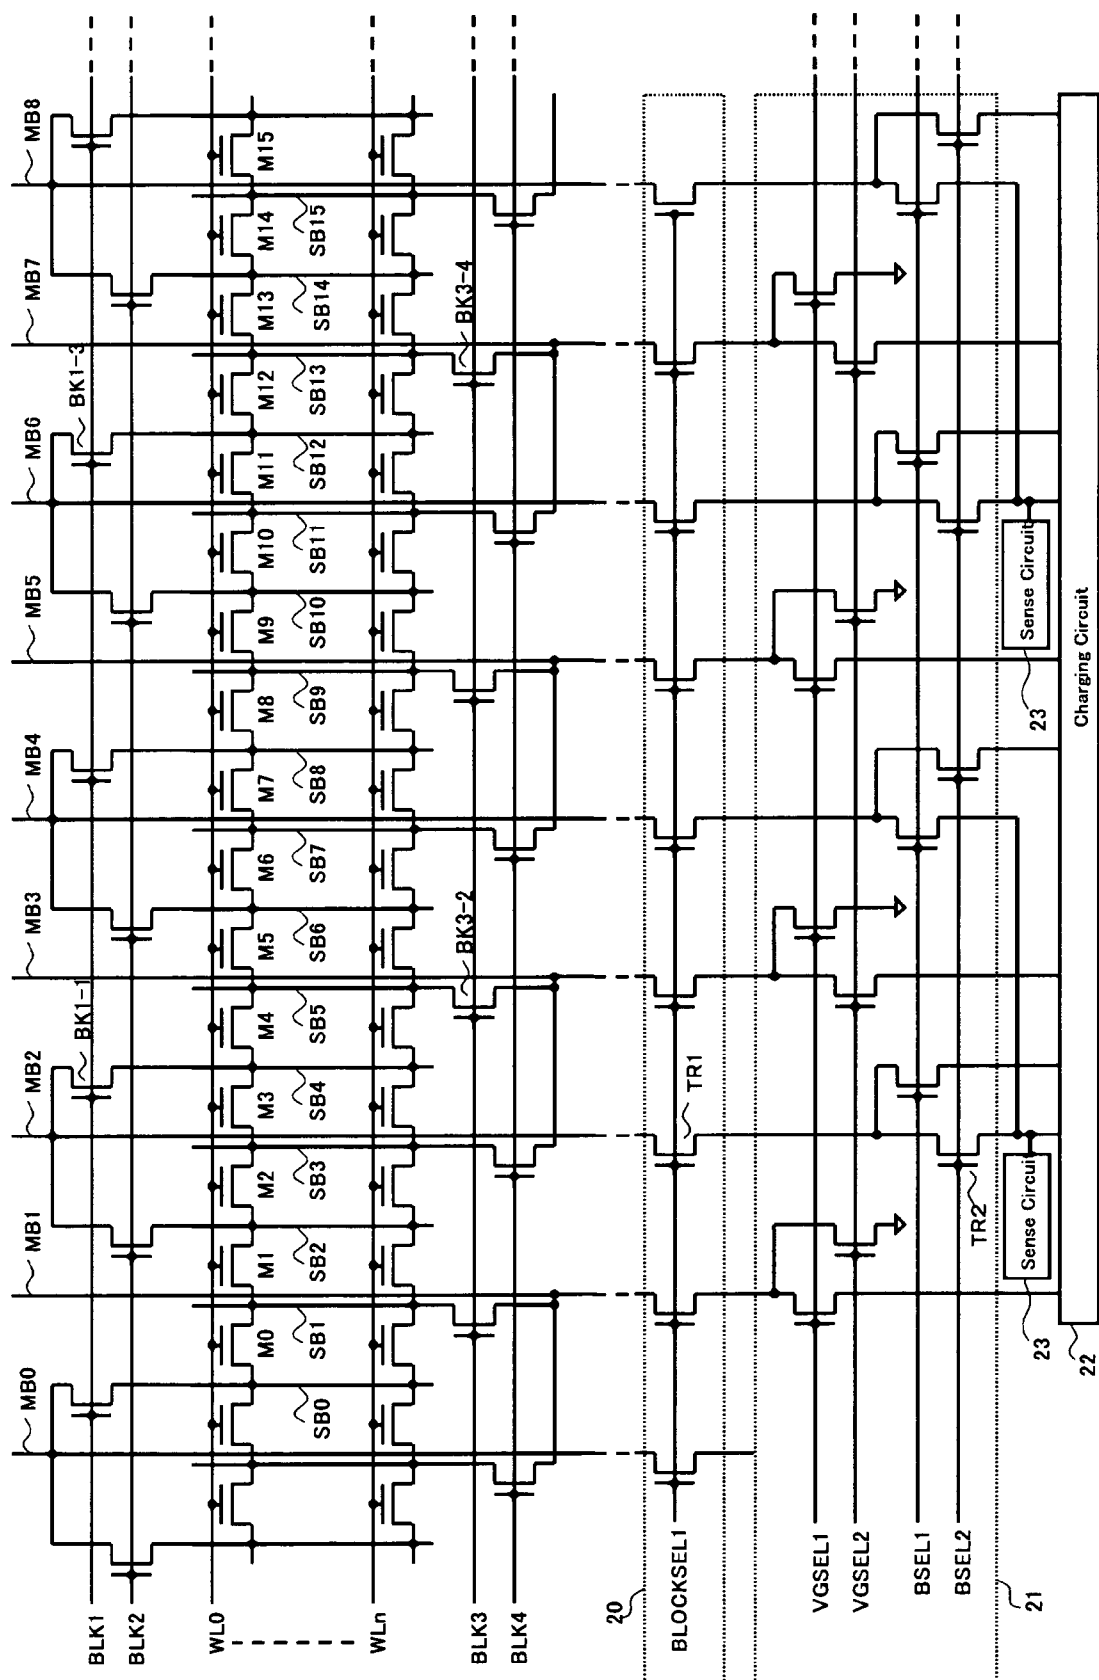 MB0
MB1
MB2
MB3
MB4
MB5
MB6
MB7
MB8
BLK1
BK1-1
BK1-3
BLK2
WL0
M0
M1
M2
M3
M4
M5
M6
M7
M8
M9
M10
M11
M12
M13
M14
M15
SB0
SB1
SB2
SB3
SB4
SB5
SB6
SB7
SB8
SB9
SB10
SB11
SB12
SB13
SB14
SB15
WLn
BK3-2
BK3-4
BLK3
BLK4
20
BLOCKSEL1
TR1
VGSEL1
VGSEL2
BSEL1
BSEL2
TR2
21
Sense Circuit
Sense Circuit
23
23
22
Charging Circuit